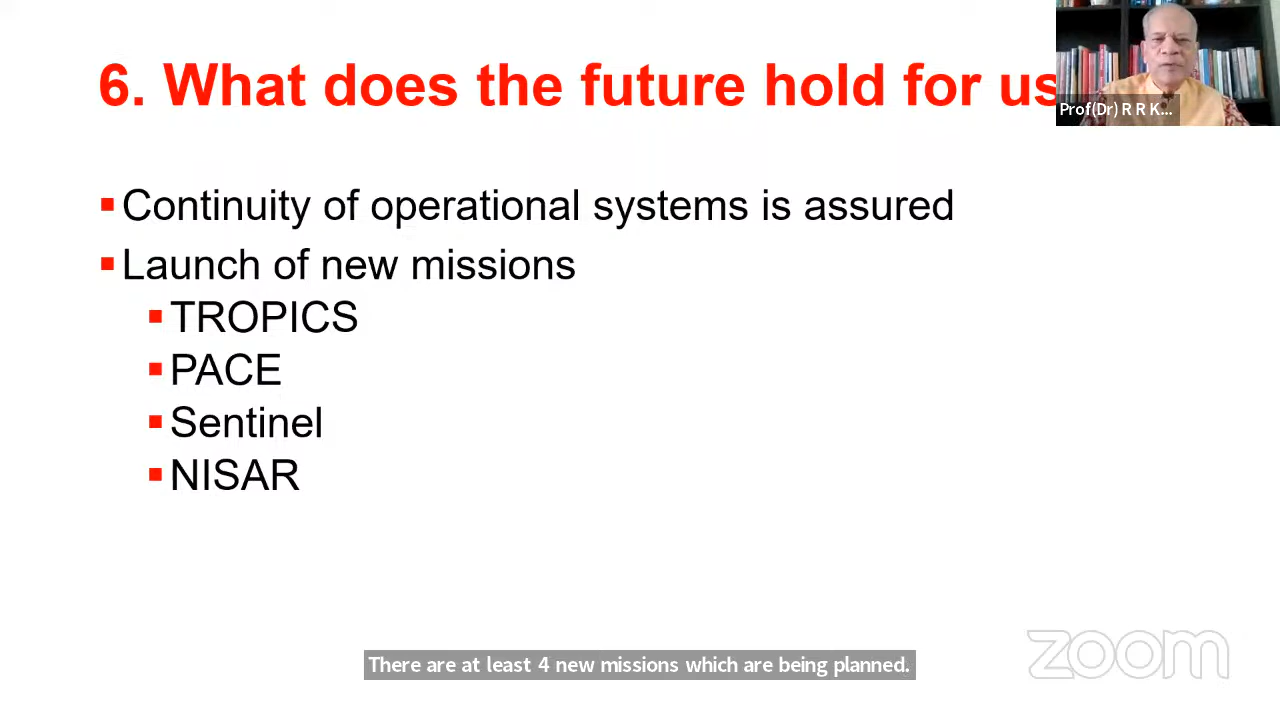 6. What does the future hold for us
Prof(Dr) R R K...
Continuity of operational systems is assured
Launch of new missions
TROPICS
PACE
Sentinel
NISAR
There are at least 4 new missions which are being planned.
zoom